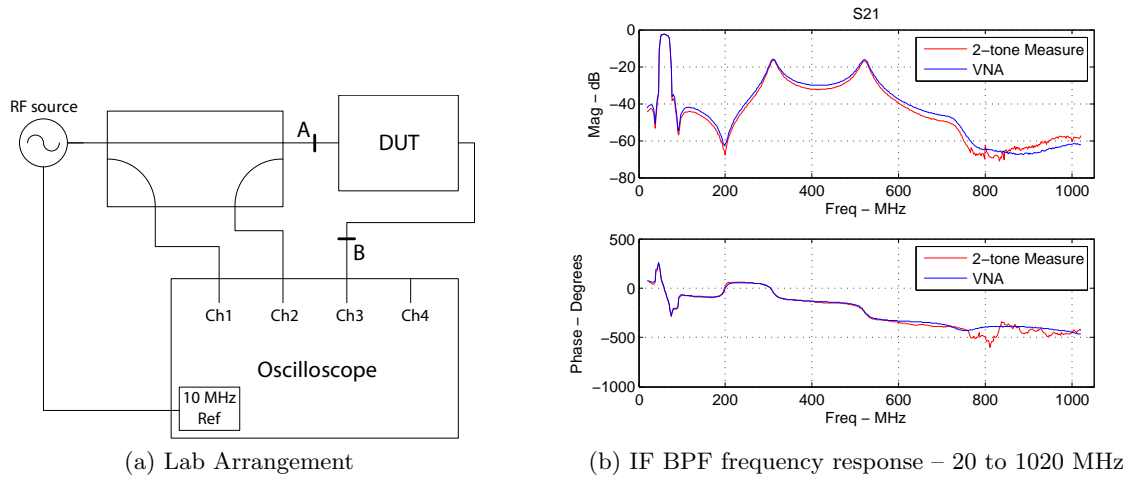 RF source
A
DUT
B
Ch1 Ch2 Ch3 Ch4
Oscilloscope
10 MHz
Ref
(a) Lab Arrangement
S21
2-tone Measure
VNA
Mag – dB
0
−20
−40
−60
−80
0 200 400 600 800 1000
Freq – MHz
2-tone Measure
VNA
Phase – Degrees
500
0
−500
−1000
0 200 400 600 800 1000
Freq – MHz
(b) IF BPF frequency response – 20 to 1020 MHz